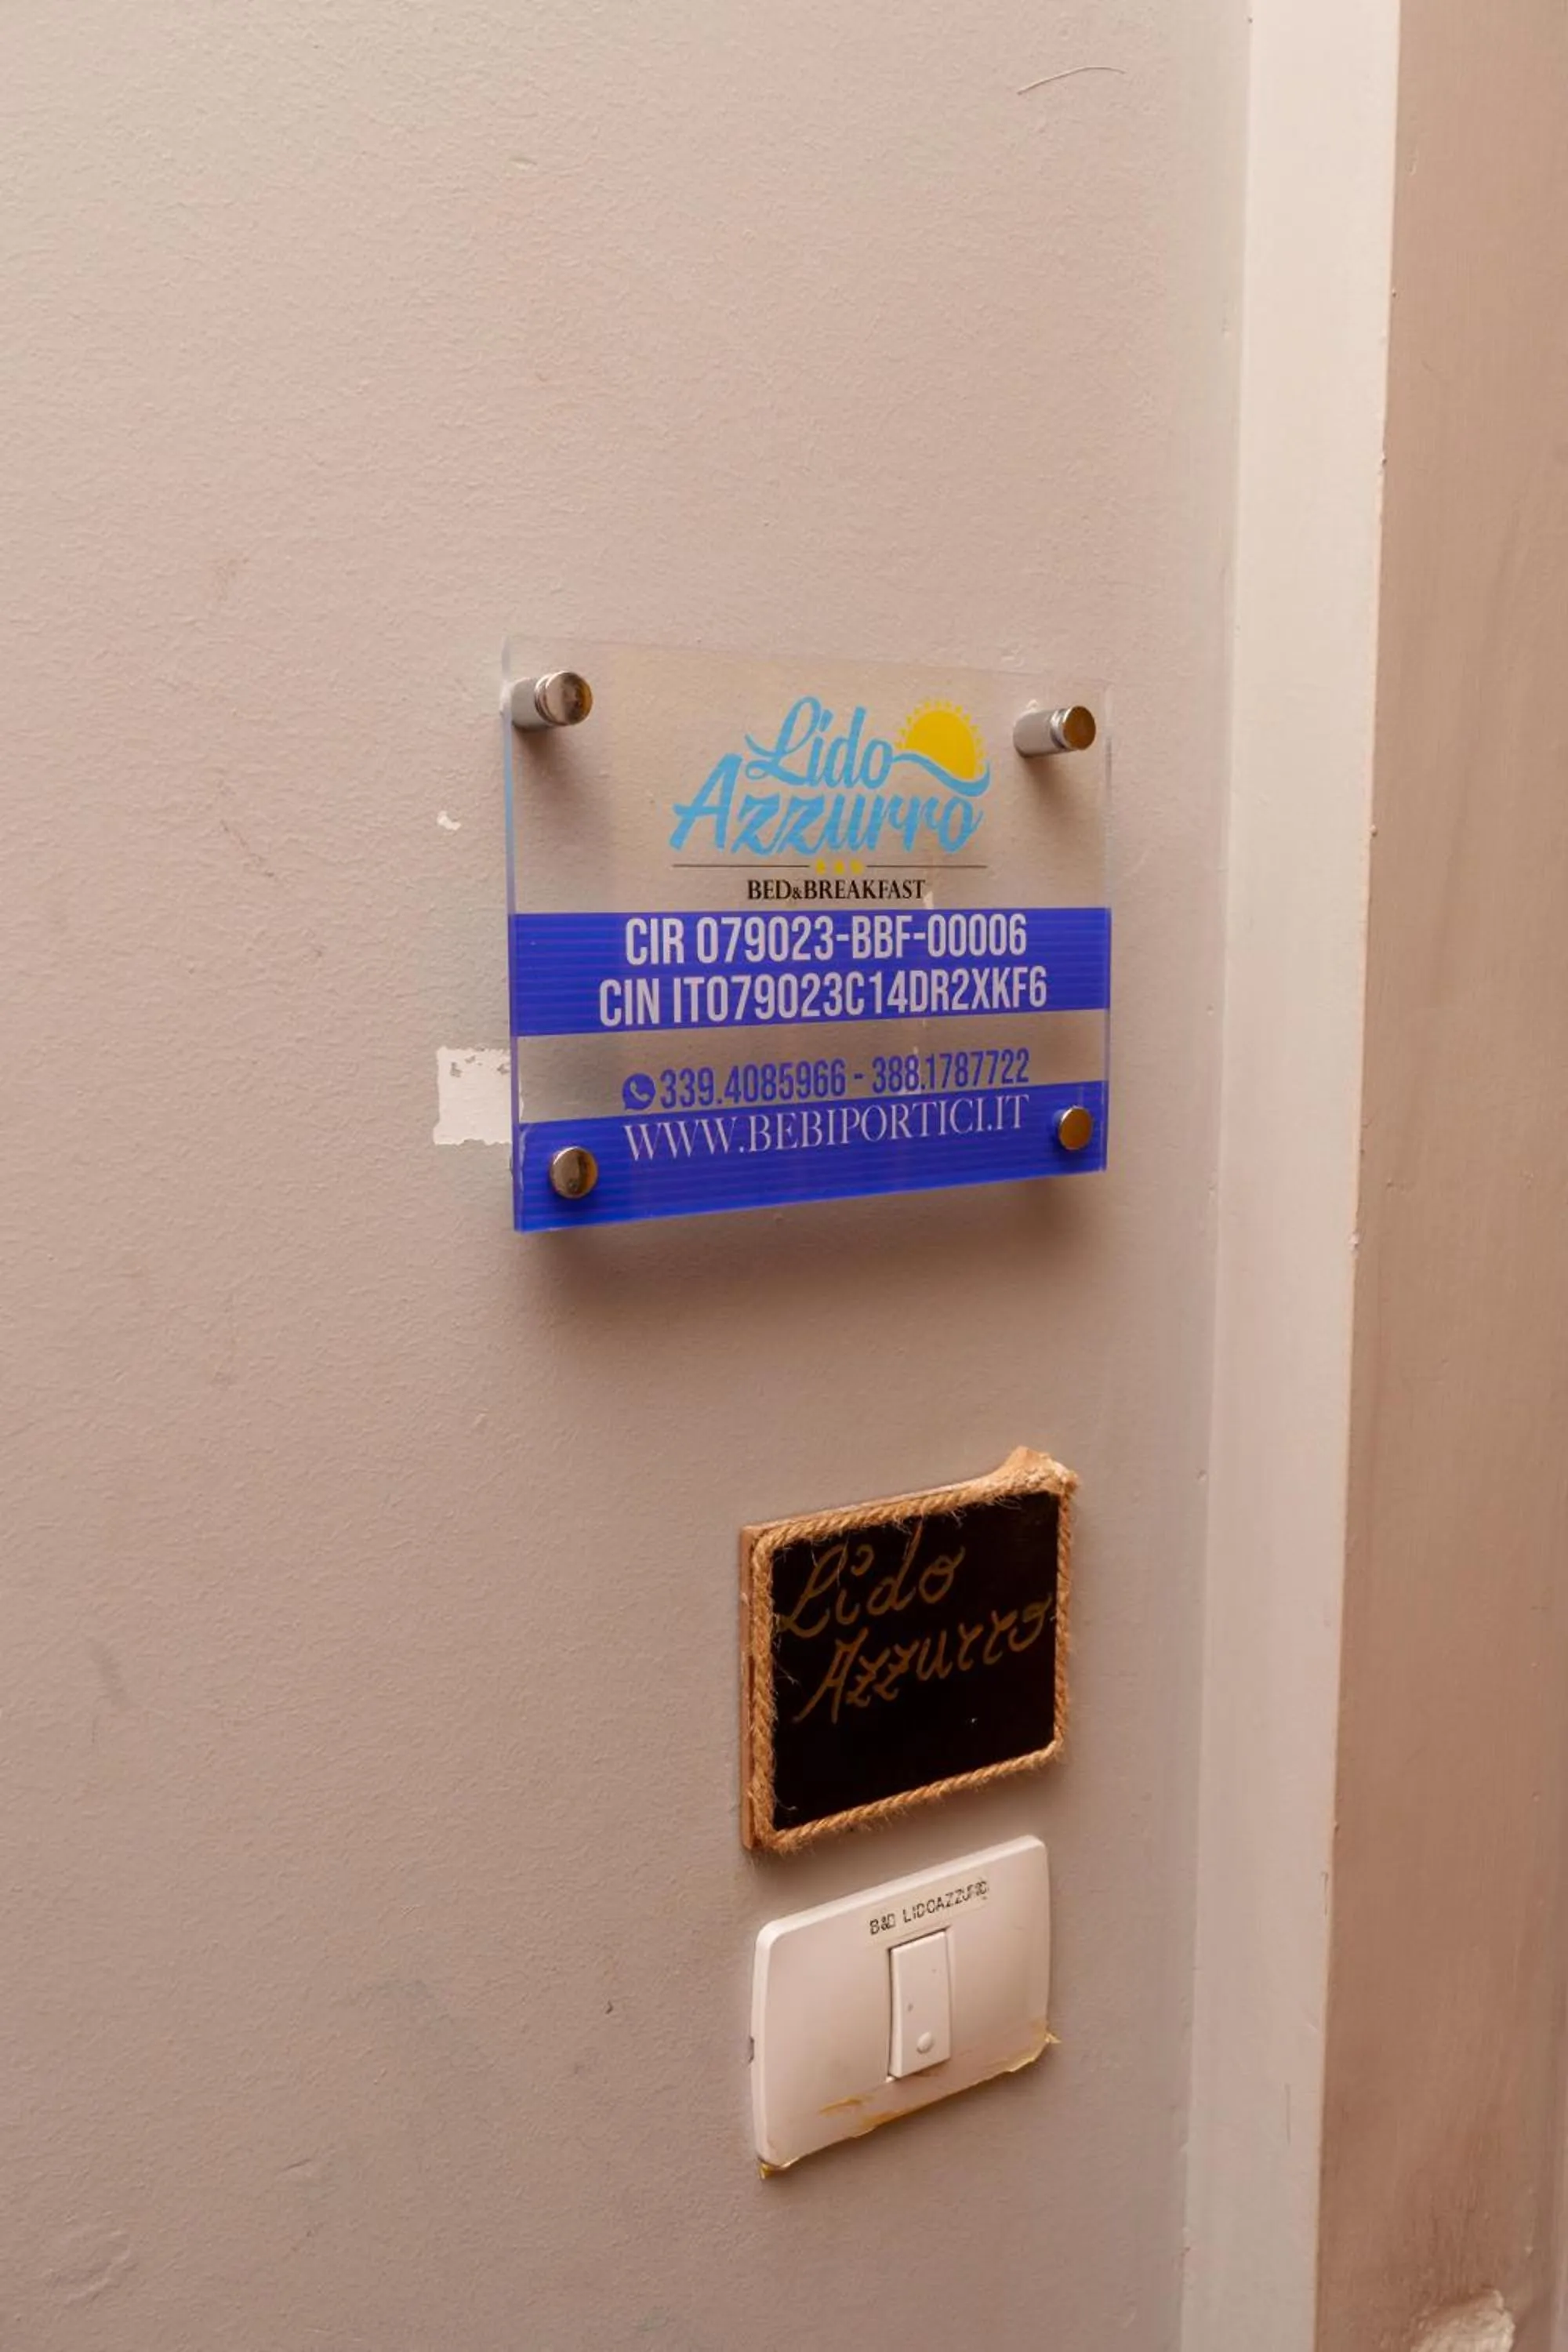 Lido
Azzurro
BED&BREAKFAST
CIR 079023-BBF-00006
CIN IT079023C14DR2XKF6
339.4085966 - 388.1787722
WWW.BEBIPORTICI.IT
Lido
Azzurro
B&B LIDOAZZURRO